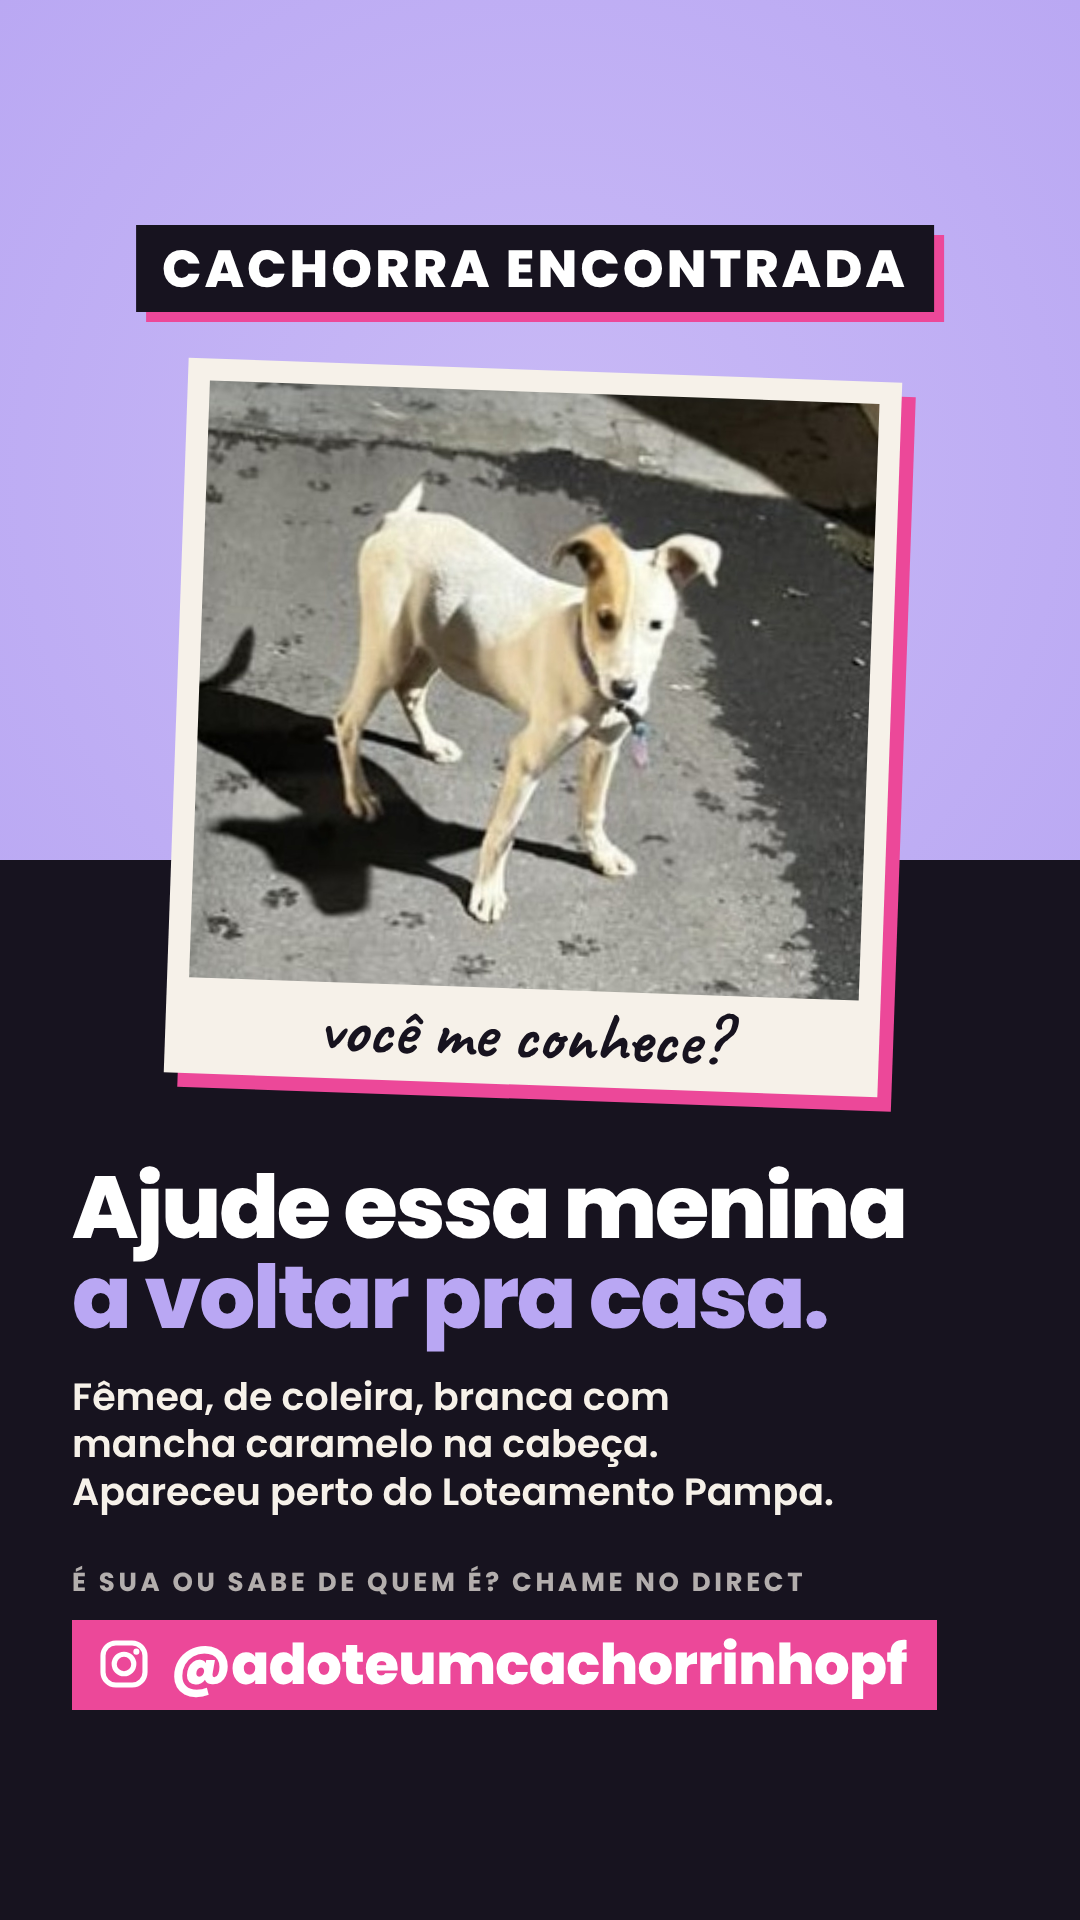 CACHORRA ENCONTRADA
você me conhece?
Ajude essa menina
a voltar pra casa.
Fêmea, de coleira, branca com
mancha caramelo na cabeça.
Apareceu perto do Loteamento Pampa.
É SUA OU SABE DE QUEM É? CHAME NO DIRECT
@adoteumcachorrinhopf